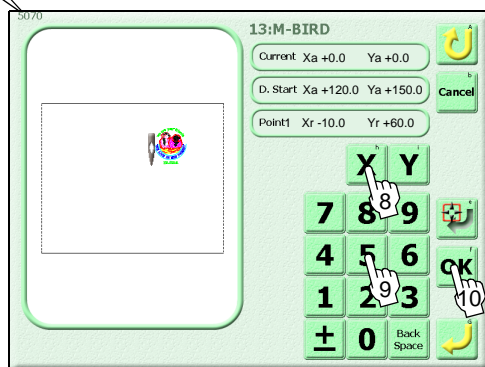 5070
13:M-BIRD
Current Xa +0.0 Ya +0.0
D. Start Xa +120.0 Ya +150.0
Point1 Xr -10.0 Yr +60.0
A
b
Cancel
h
X
i
Y
8
7 8 9
e
4 5 6
f
OK
9
10
1 2 3
± 0 Back Space
G